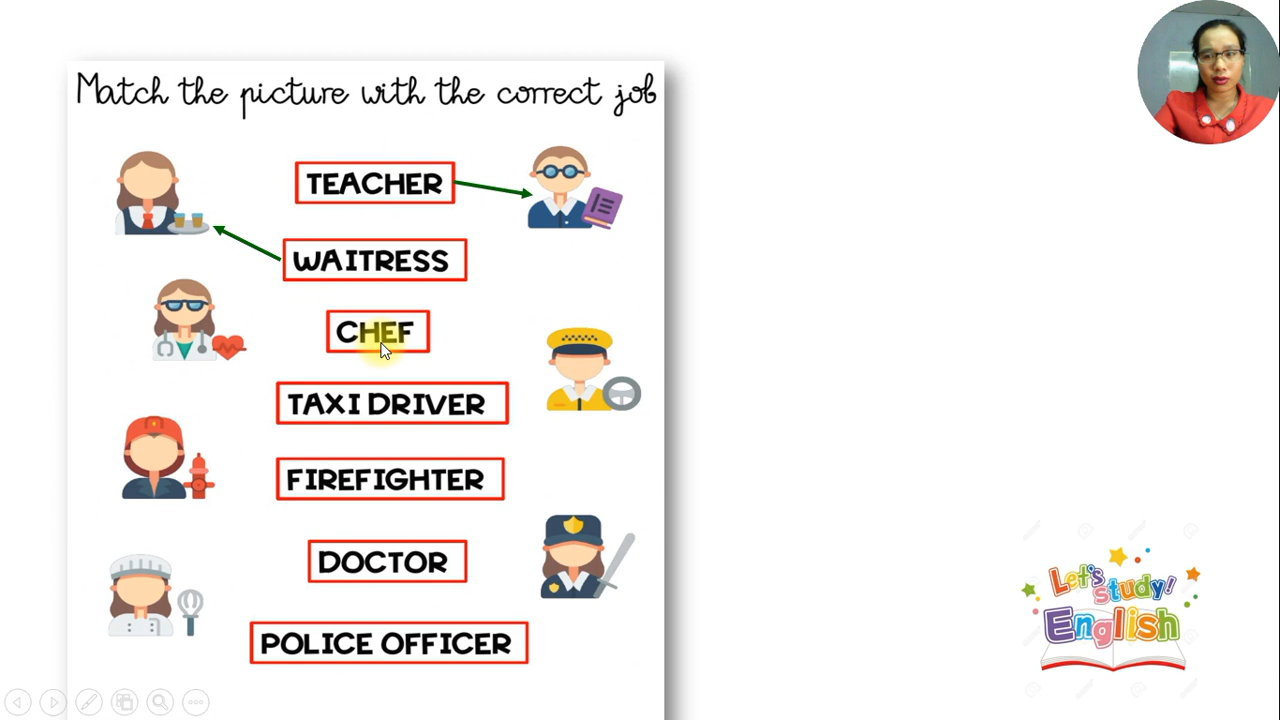 Match the picture with the correct job
TEACHER
WAITRESS
CHEF
TAXI DRIVER
FIREFIGHTER
DOCTOR
POLICE OFFICER
Let's
study!
English